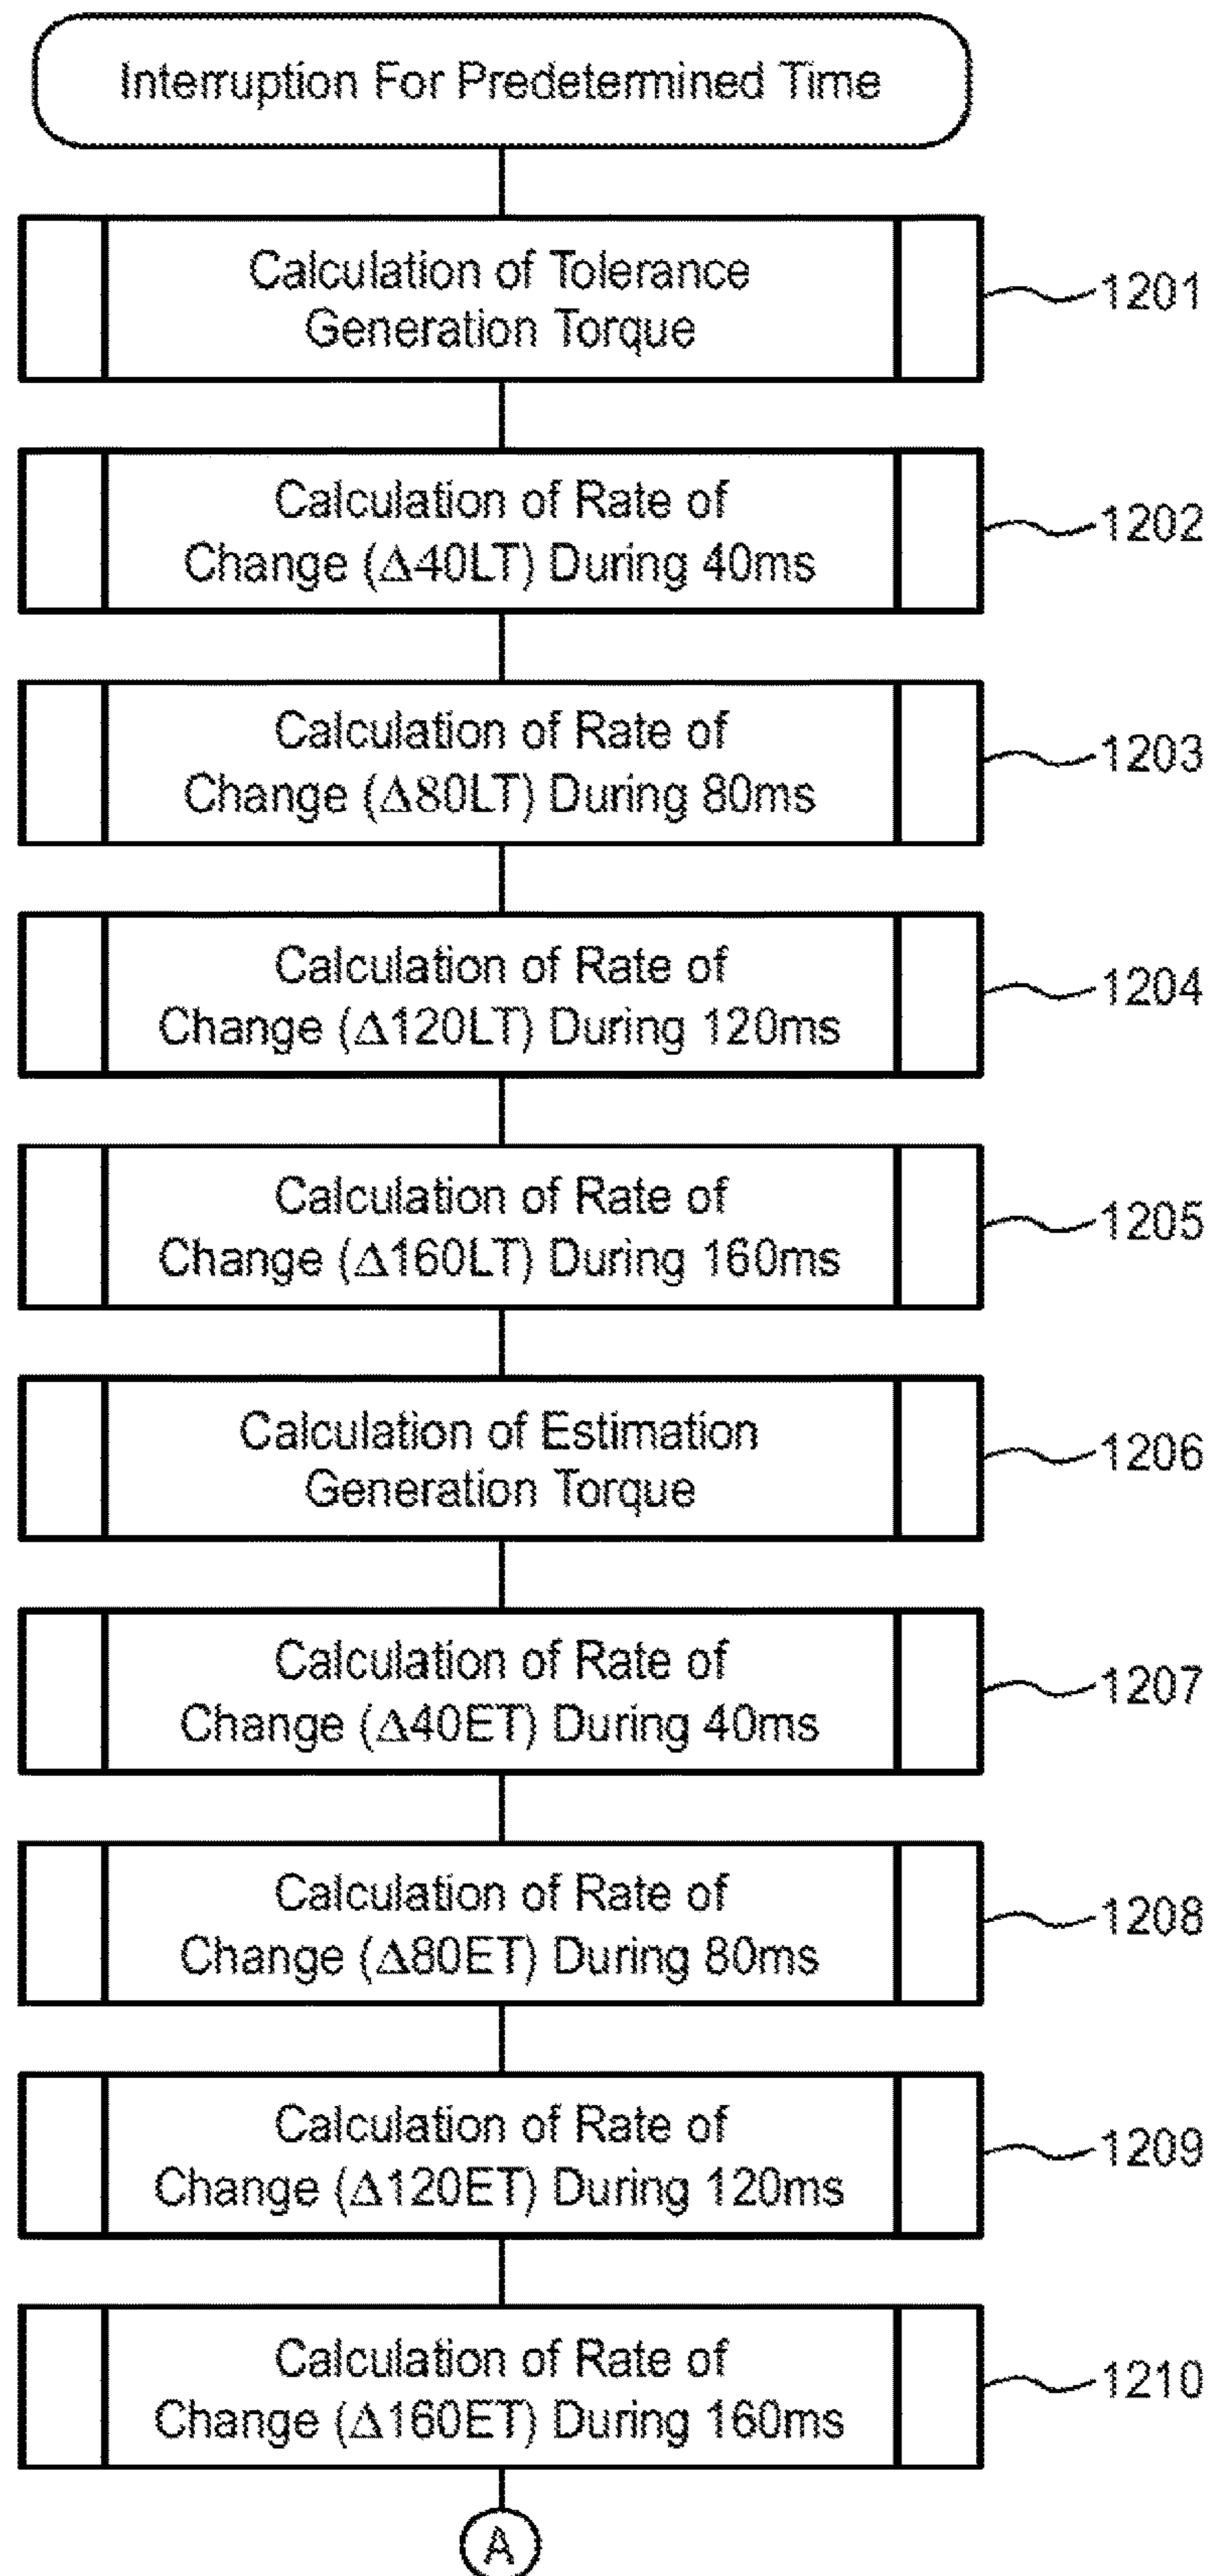 Interruption For Predetermined Time
Calculation of Tolerance
Generation Torque
1201
Calculation of Rate of
Change (Δ40LT) During 40ms
1202
Calculation of Rate of
Change (Δ80LT) During 80ms
1203
Calculation of Rate of
Change (Δ120LT) During 120ms
1204
Calculation of Rate of
Change (Δ160LT) During 160ms
1205
Calculation of Estimation
Generation Torque
1206
Calculation of Rate of
Change (Δ40ET) During 40ms
1207
Calculation of Rate of
Change (Δ80ET) During 80ms
1208
Calculation of Rate of
Change (Δ120ET) During 120ms
1209
Calculation of Rate of
Change (Δ160ET) During 160ms
1210
A